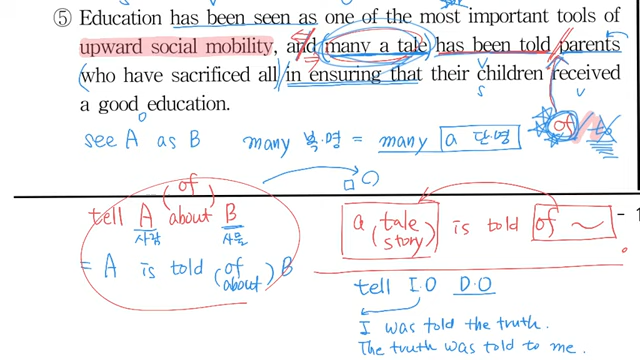 ⑤ Education has been seen as one of the most important tools of
upward social mobility, and many a tale has been told parents
who have sacrificed all in ensuring that their children received
a good education.
S V
O
of to
see A as B many 복·명 = many a 단·명
(of)
tell A about B
사람 사물
= A is told (of about) B
a (tale story) is told of ~
tell I.O D.O
I was told the truth.
The truth was told to me.